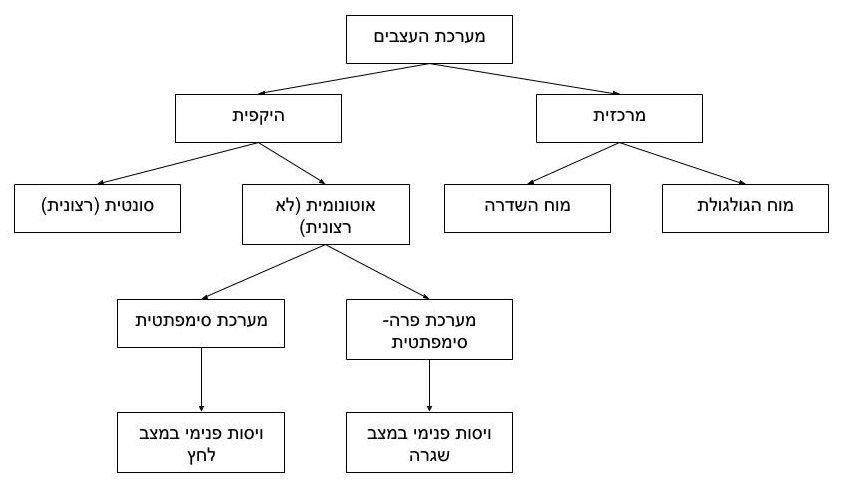 מערכת העצבים
מרכזית
היקפית
מוח הגולגולת
מוח השדרה
אוטונומית (לא
רצונית)
סונטית (רצונית)
מערכת פרה-
סימפתטית
מערכת סימפתטית
ויסות פנימי במצב
שגרה
ויסות פנימי במצב
לחץ